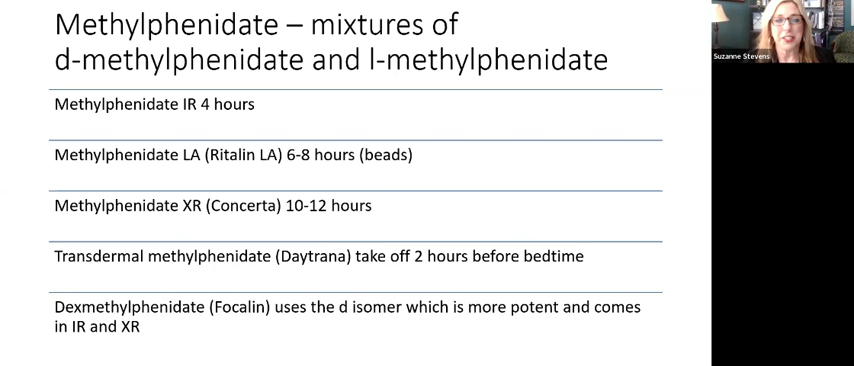 Methylphenidate – mixtures of
d-methylphenidate and l-methylphenidate
Suzanne Stevens
Methylphenidate IR 4 hours
Methylphenidate LA (Ritalin LA) 6-8 hours (beads)
Methylphenidate XR (Concerta) 10-12 hours
Transdermal methylphenidate (Daytrana) take off 2 hours before bedtime
Dexmethylphenidate (Focalin) uses the d isomer which is more potent and comes
in IR and XR